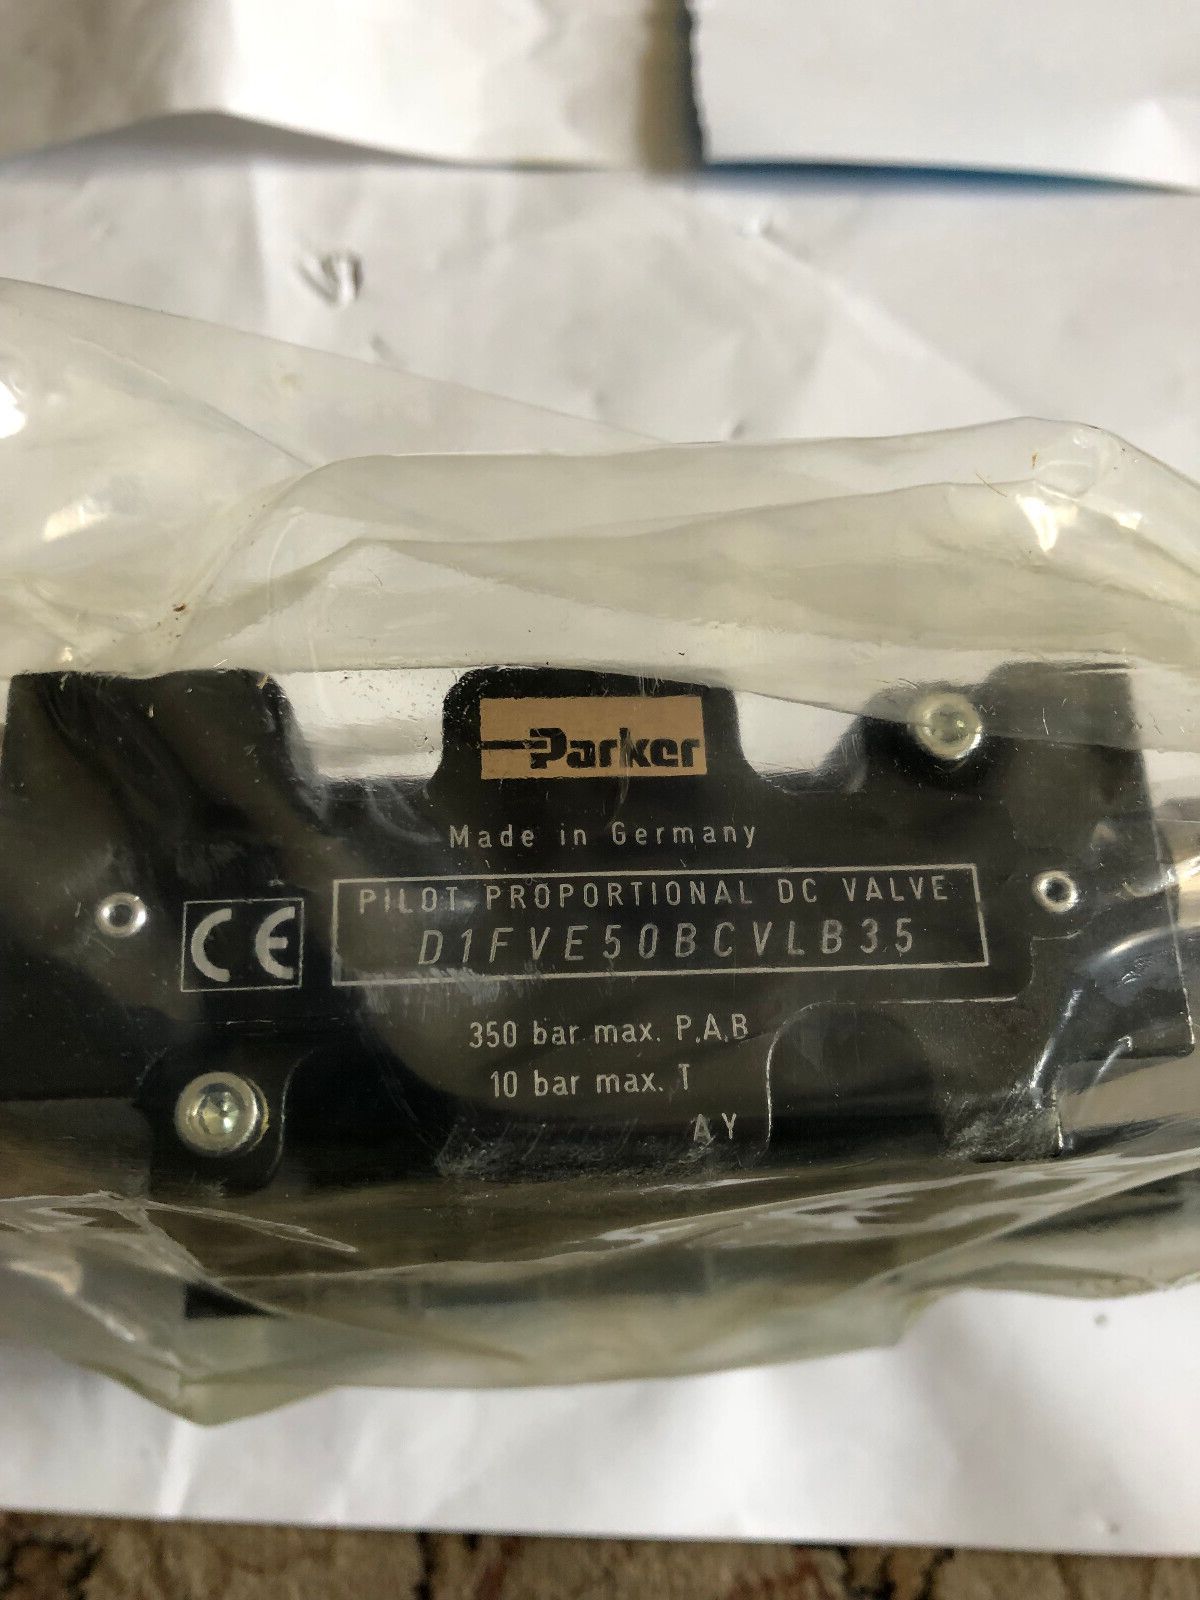 Parker
Made in Germany
CE
PILOT PROPORTIONAL DC VALVE
D1FVE50BCVLB35
350 bar max. P.A.B
10 bar max. T
AY